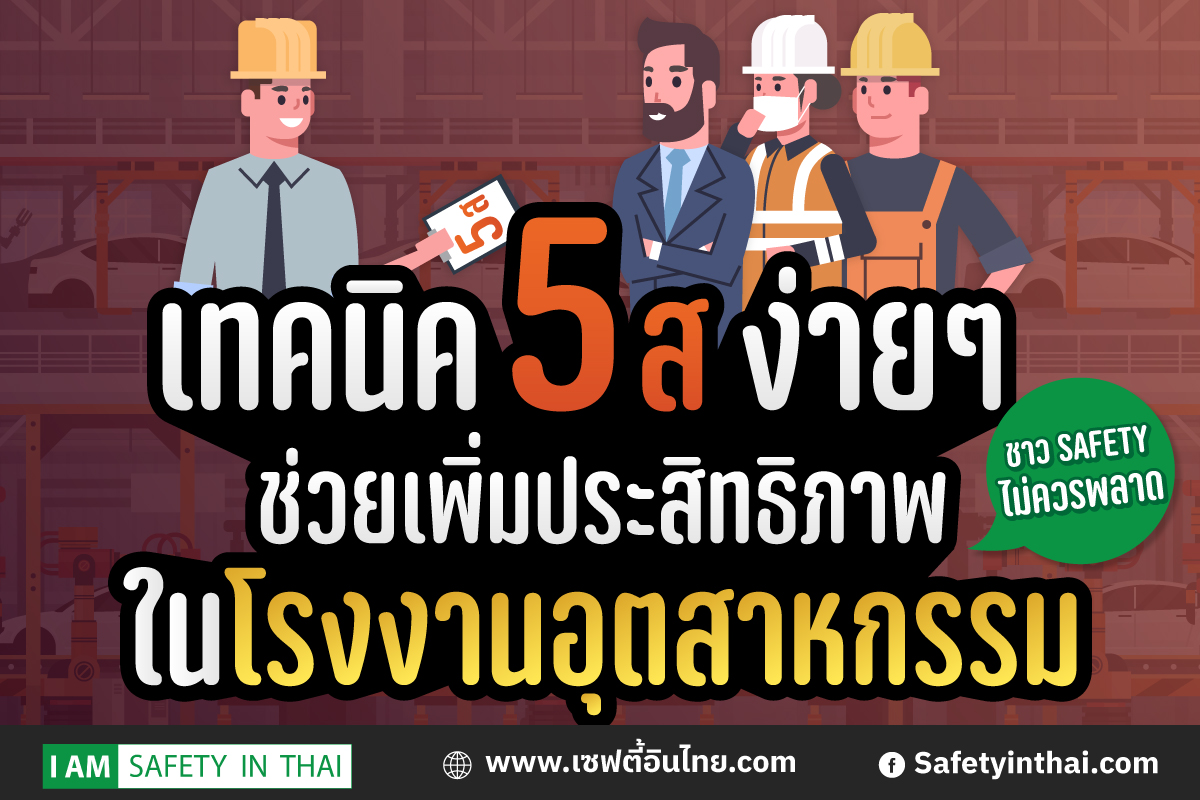 5ส
เทคนิค 5 ส ง่ายๆ
ช่วยเพิ่มประสิทธิภาพ
ในโรงงานอุตสาหกรรม
ชาว SAFETY
ไม่ควรพลาด
I AM SAFETY IN THAI
www.เซฟตี้อินไทย.com
Safetyinthai.com